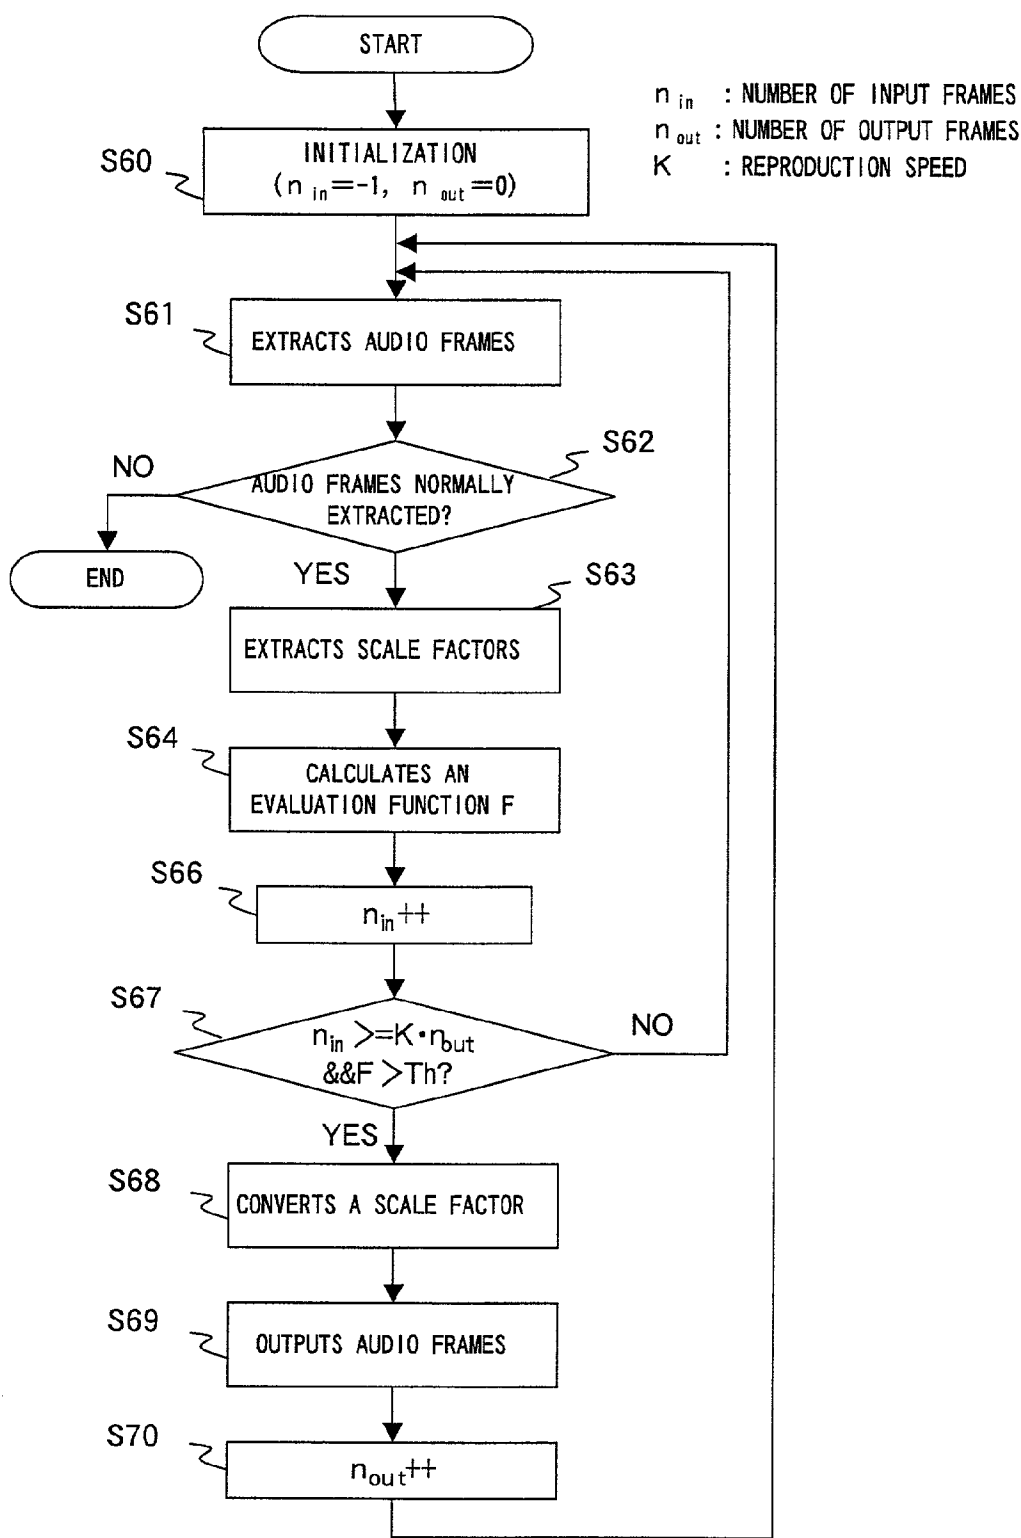 START
n in : NUMBER OF INPUT FRAMES
n out : NUMBER OF OUTPUT FRAMES
K : REPRODUCTION SPEED
S60
INITIALIZATION
(n in=-1, n out=0)
S61
EXTRACTS AUDIO FRAMES
S62
NO
AUDIO FRAMES NORMALLY
EXTRACTED?
END
YES
S63
EXTRACTS SCALE FACTORS
S64
CALCULATES AN
EVALUATION FUNCTION F
S66
nin++
S67
nin >=K·nout
&&F >Th?
NO
YES
S68
CONVERTS A SCALE FACTOR
S69
OUTPUTS AUDIO FRAMES
S70
nout++